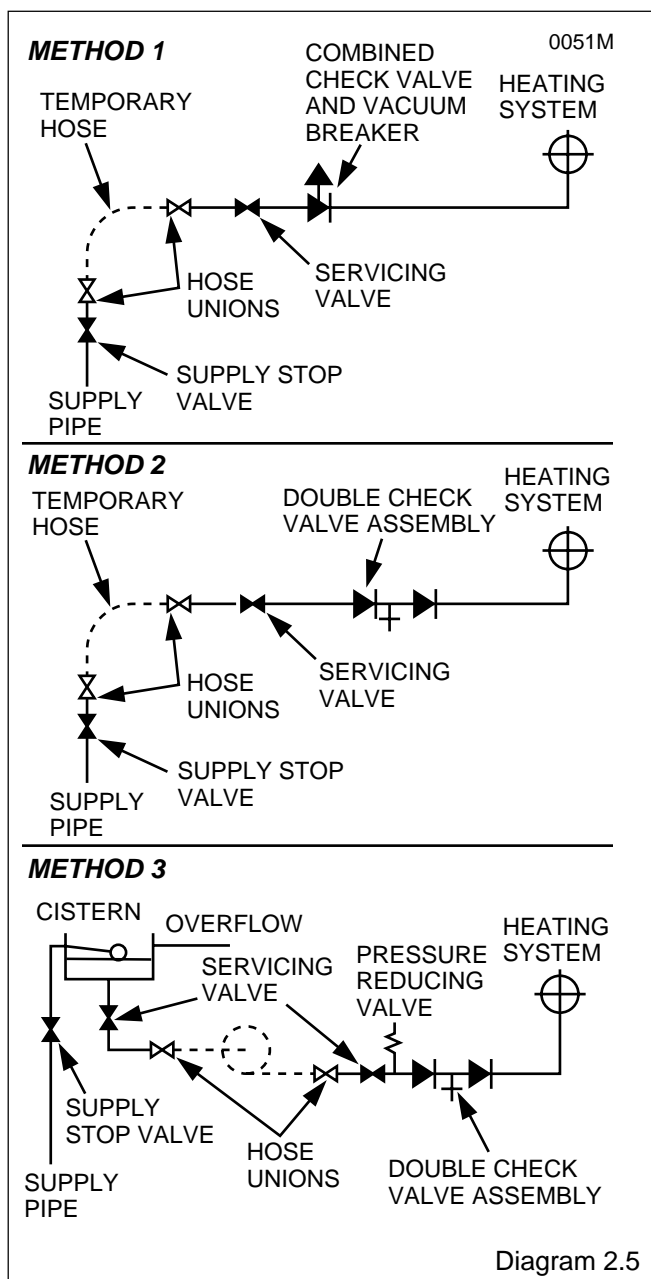 METHOD 1
0051M
TEMPORARY
HOSE
COMBINED
CHECK VALVE
AND VACUUM
BREAKER
HEATING
SYSTEM
HOSE
UNIONS
SERVICING
VALVE
SUPPLY STOP
VALVE
SUPPLY
PIPE
METHOD 2
TEMPORARY
HOSE
DOUBLE CHECK
VALVE ASSEMBLY
HEATING
SYSTEM
HOSE
UNIONS
SERVICING
VALVE
SUPPLY STOP
VALVE
SUPPLY
PIPE
METHOD 3
CISTERN
OVERFLOW
SERVICING
VALVE
PRESSURE
REDUCING
VALVE
HEATING
SYSTEM
SUPPLY
STOP VALVE
HOSE
UNIONS
DOUBLE CHECK
VALVE ASSEMBLY
SUPPLY
PIPE
Diagram 2.5